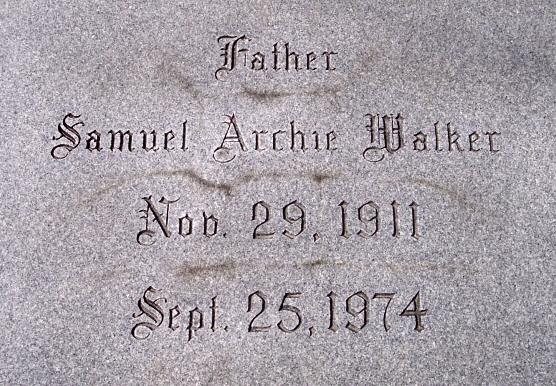 Father
Samuel Archie Walker
Nov. 29, 1911
Sept. 25, 1974